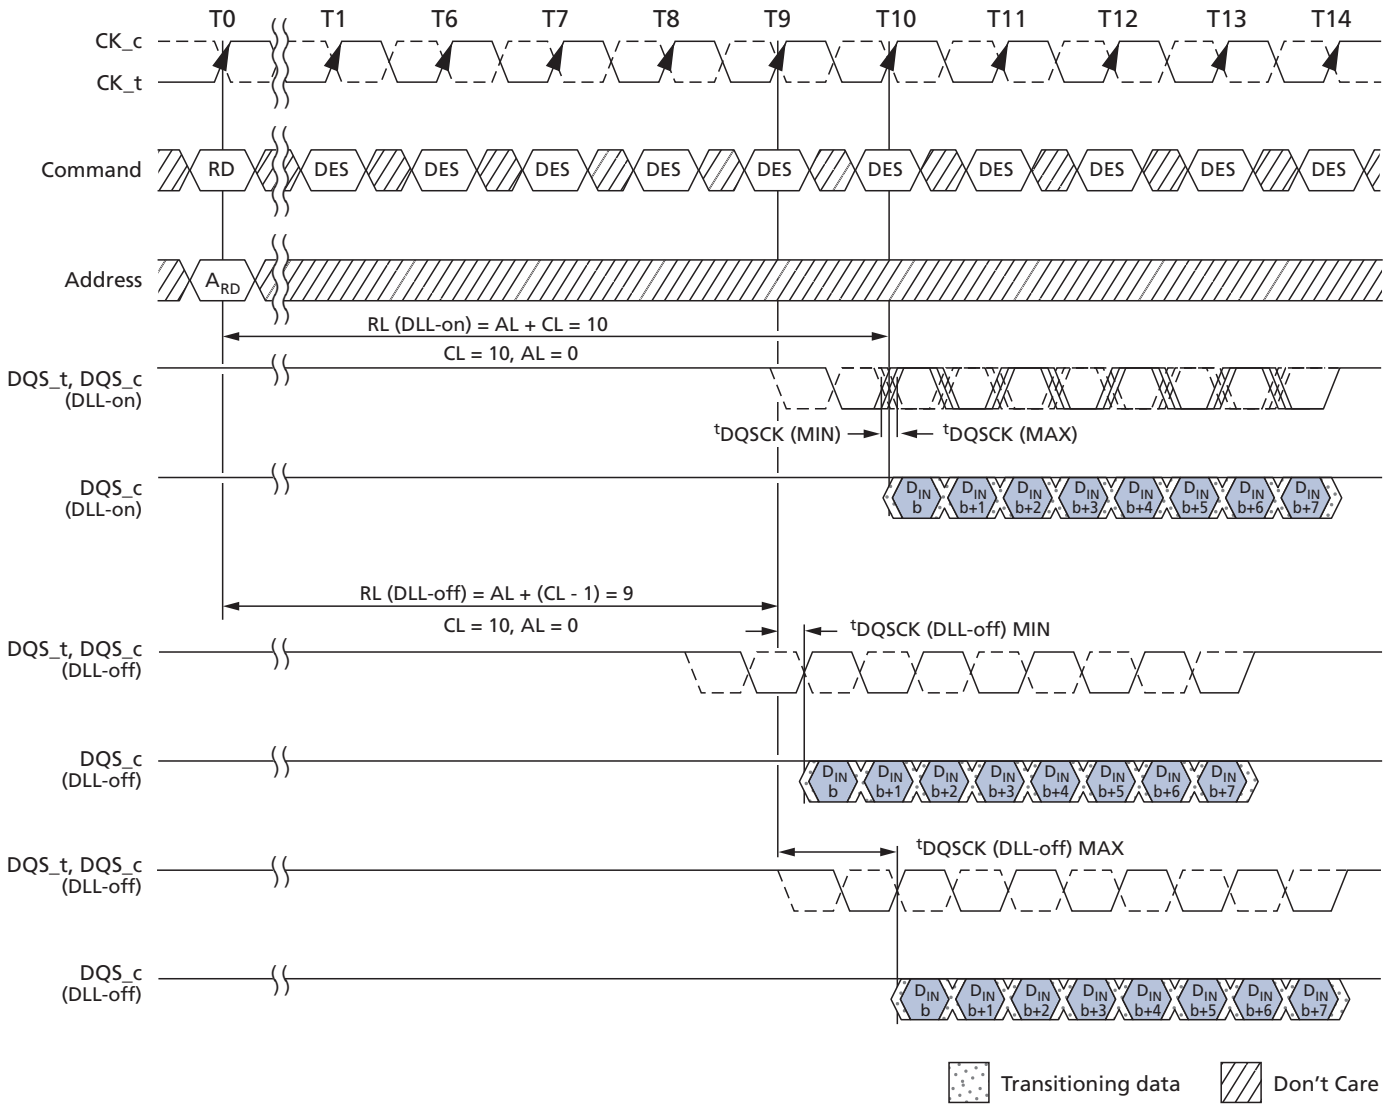 T0 T1 T6 T7 T8 T9 T10 T11 T12 T13 T14
CK_c
CK_t
Command RD DES DES DES DES DES DES DES DES DES DES
Address ARD
RL (DLL-on) = AL + CL = 10
CL = 10, AL = 0
DQS_t, DQS_c
(DLL-on)
tDQSCK (MIN) tDQSCK (MAX)
DQS_c
(DLL-on)
DIN DIN DIN DIN DIN DIN DIN DIN
b b+1 b+2 b+3 b+4 b+5 b+6 b+7
RL (DLL-off) = AL + (CL - 1) = 9
CL = 10, AL = 0
tDQSCK (DLL-off) MIN
DQS_t, DQS_c
(DLL-off)
DQS_c
(DLL-off)
DIN DIN DIN DIN DIN DIN DIN DIN
b b+1 b+2 b+3 b+4 b+5 b+6 b+7
tDQSCK (DLL-off) MAX
DQS_t, DQS_c
(DLL-off)
DQS_c
(DLL-off)
DIN DIN DIN DIN DIN DIN DIN DIN
b b+1 b+2 b+3 b+4 b+5 b+6 b+7
Transitioning data Don't Care